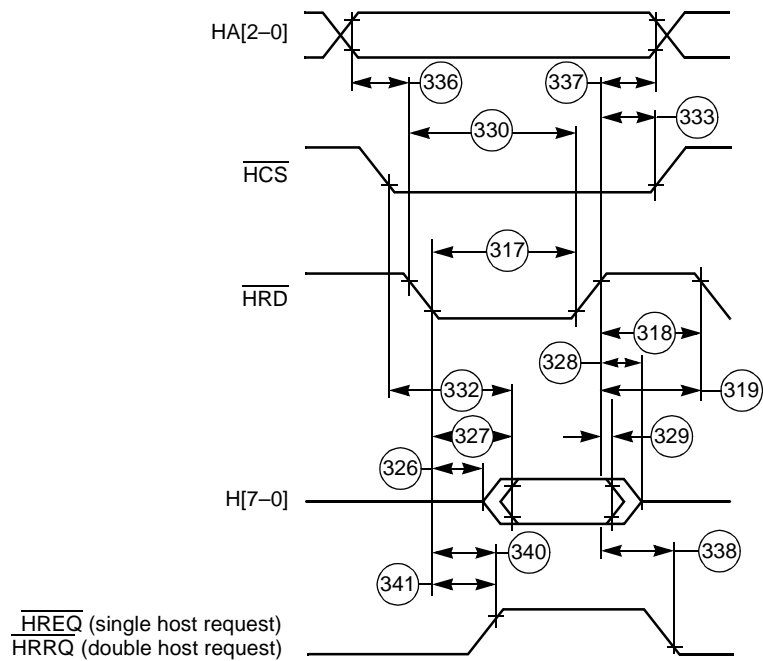 HA[2–0]
336
337
333
330
HCS
317
HRD
318
328
332
319
327
329
326
H[7–0]
340
338
341
HREQ (single host request)
HRRQ (double host request)